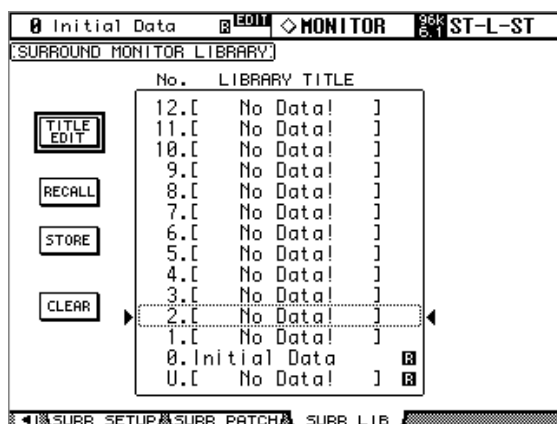 0 Initial Data R EDIT ◇MONITOR 96k 6.1 ST-L-ST
SURROUND MONITOR LIBRARY
No. LIBRARY TITLE
12.[ No Data! ]
TITLE EDIT
11.[ No Data! ]
10.[ No Data! ]
9.[ No Data! ]
RECALL
8.[ No Data! ]
7.[ No Data! ]
STORE
6.[ No Data! ]
5.[ No Data! ]
4.[ No Data! ]
3.[ No Data! ]
CLEAR
2.[ No Data! ]
1.[ No Data! ]
0.Initial Data R
U.[ No Data! ] R
SURR SETUP SURR PATCH SURR LIB